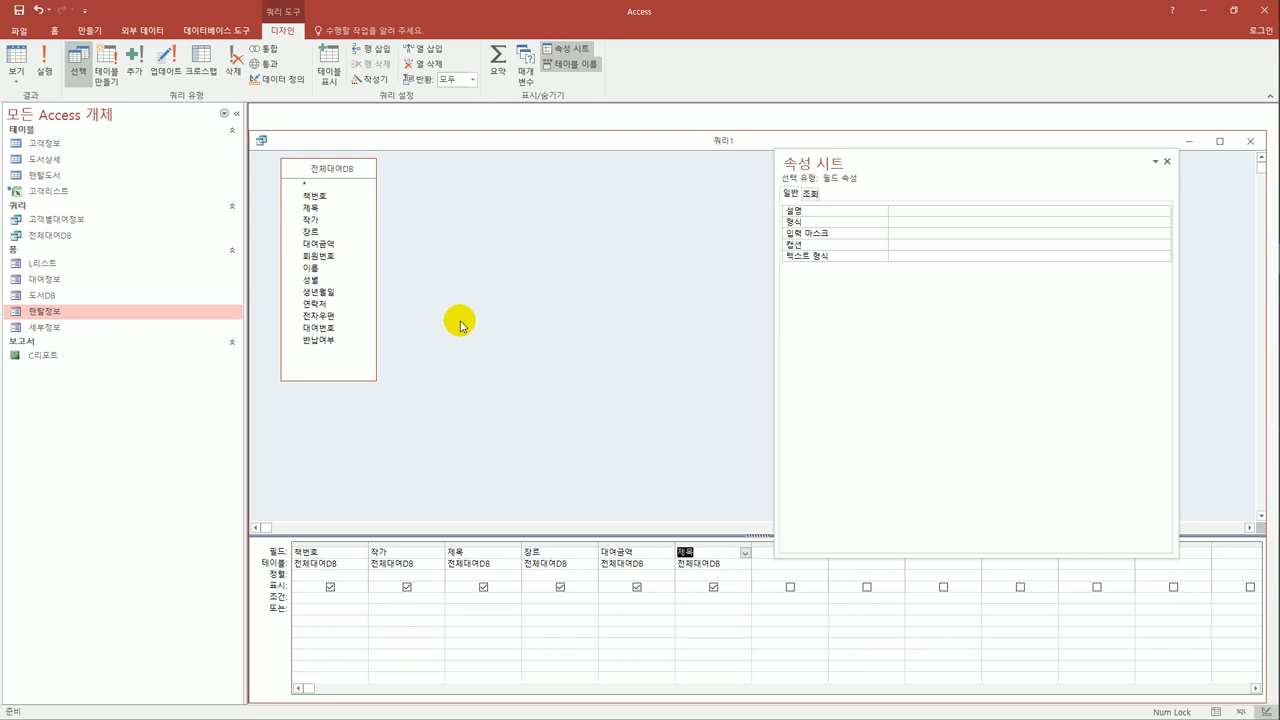 쿼리 도구
Access
?
파일
홈
만들기
외부 데이터
데이터베이스 도구
디자인
수행할 작업을 알려 주세요.
로그인
보기
실행
선택
테이블
만들기
추가
업데이트
크로스탭
삭제
통합
통과
데이터 정의
테이블
표시
행 삽입
행 삭제
작성기
열 삽입
열 삭제
반환: 모두
요약
매개
변수
속성 시트
테이블 이름
결과
쿼리 유형
쿼리 설정
표시/숨기기
모든 Access 개체
테이블
고객정보
도서상세
랜탈도서
고객리스트
쿼리
고객별대여정보
전체대여DB
폼
L리스트
대여정보
도서DB
랜탈정보
세부정보
보고서
C리포트
쿼리1
전체대여DB
*
책번호
제목
작가
장르
대여금액
회원번호
이름
성별
생년월일
연락처
전자우편
대여번호
반납여부
속성 시트
선택 유형: 필드 속성
일반 조회
설명
형식
입력 마스크
캡션
텍스트 형식
필드: 책번호 작가 제목 장르 대여금액 제목
테이블: 전체대여DB 전체대여DB 전체대여DB 전체대여DB 전체대여DB 전체대여DB
정렬:
표시:
조건:
또는:
준비
Num Lock
SQL